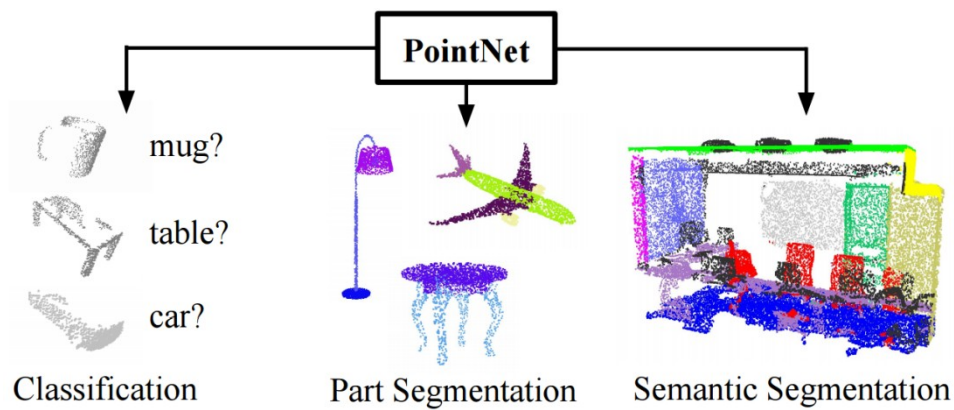 PointNet
mug?
table?
car?
Classification
Part Segmentation
Semantic Segmentation